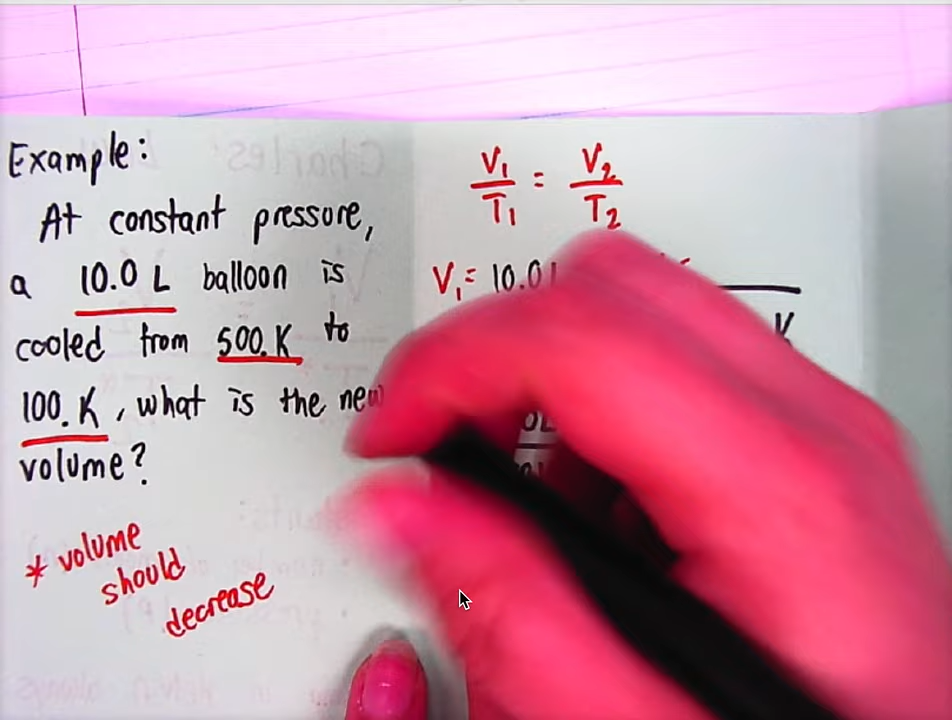 Example:
At constant pressure,
a 10.0 L balloon is
cooled from 500. K to
100. K, what is the new
volume?
* volume
should
decrease
V₁ = V₂
T₁ T₂
V₁ = 10.0
K